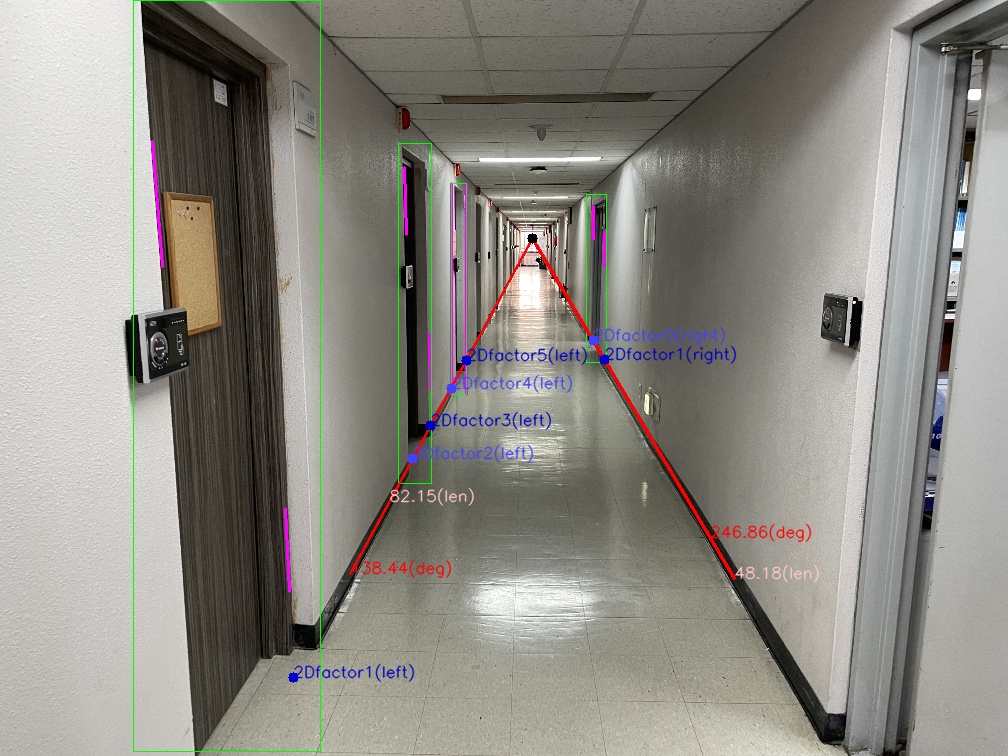 2Dfactor0(right)
2Dfactor5(left)
2Dfactor1(right)
2Dfactor4(left)
2Dfactor3(left)
2Dfactor2(left)
82.15(len)
246.86(deg)
38.44(deg)
48.18(len)
2Dfactor1(left)